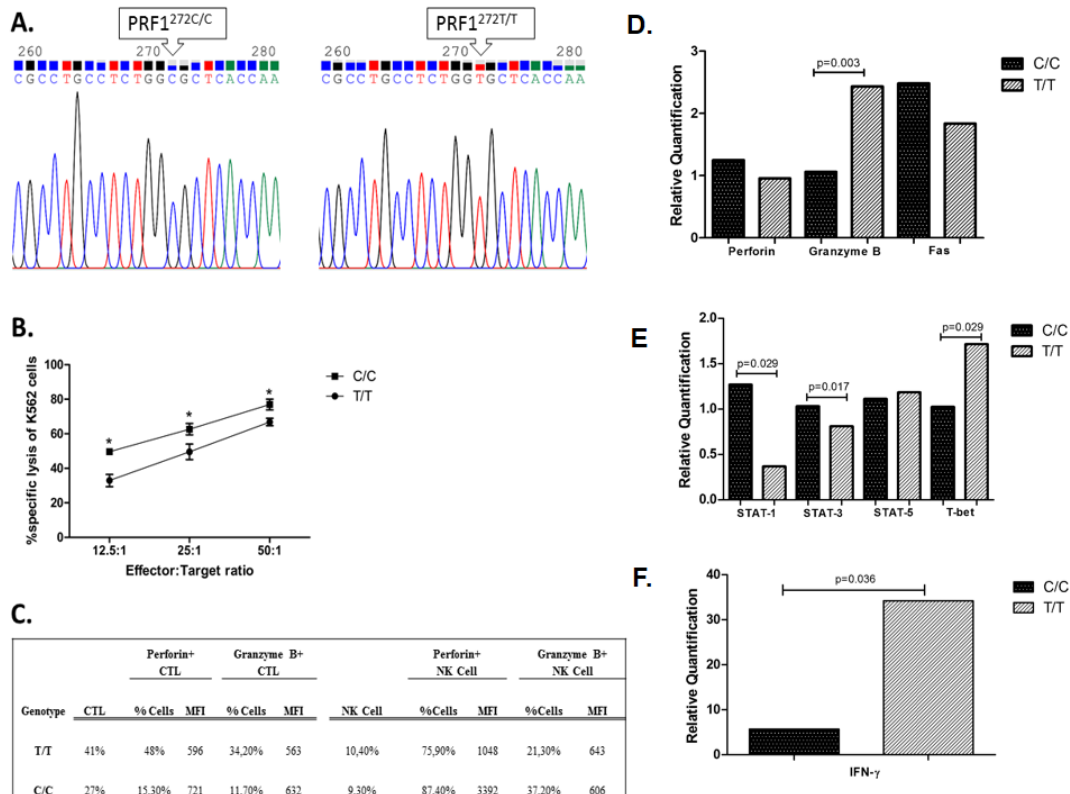 A.
PRF1272C/C
PRF1272T/T
260 270 280
CGCCTGCCTCTGGCGCTCACCAA
260 270 280
CGCCTGCCTCTGGTGCTCACCAA
B.
%specific lysis of K562 cells
100
80
60
40
20
0
*
*
*
12.5:1 25:1 50:1
Effector:Target ratio
C/C
T/T
C.
Perforin+ CTL
Granzyme B+ CTL
Perforin+ NK Cell
Granzyme B+ NK Cell
Genotype CTL % Cells MFI % Cells MFI NK Cell %Cells MFI %Cells MFI
T/T 41% 48% 596 34,20% 563 10,40% 75,90% 1048 21,30% 643
C/C 27% 15,30% 721 11,70% 632 9,30% 87,40% 3392 37,20% 606
D.
Relative Quantification
3
2
1
0
p=0.003
Perforin Granzyme B Fas
C/C
T/T
E
Relative Quantification
2.0
1.5
1.0
0.5
0.0
p=0.029
p=0.017
p=0.029
STAT-1 STAT-3 STAT-5 T-bet
C/C
T/T
F.
Relative Quantification
40
30
20
10
0
p=0.036
IFN-γ
C/C
T/T